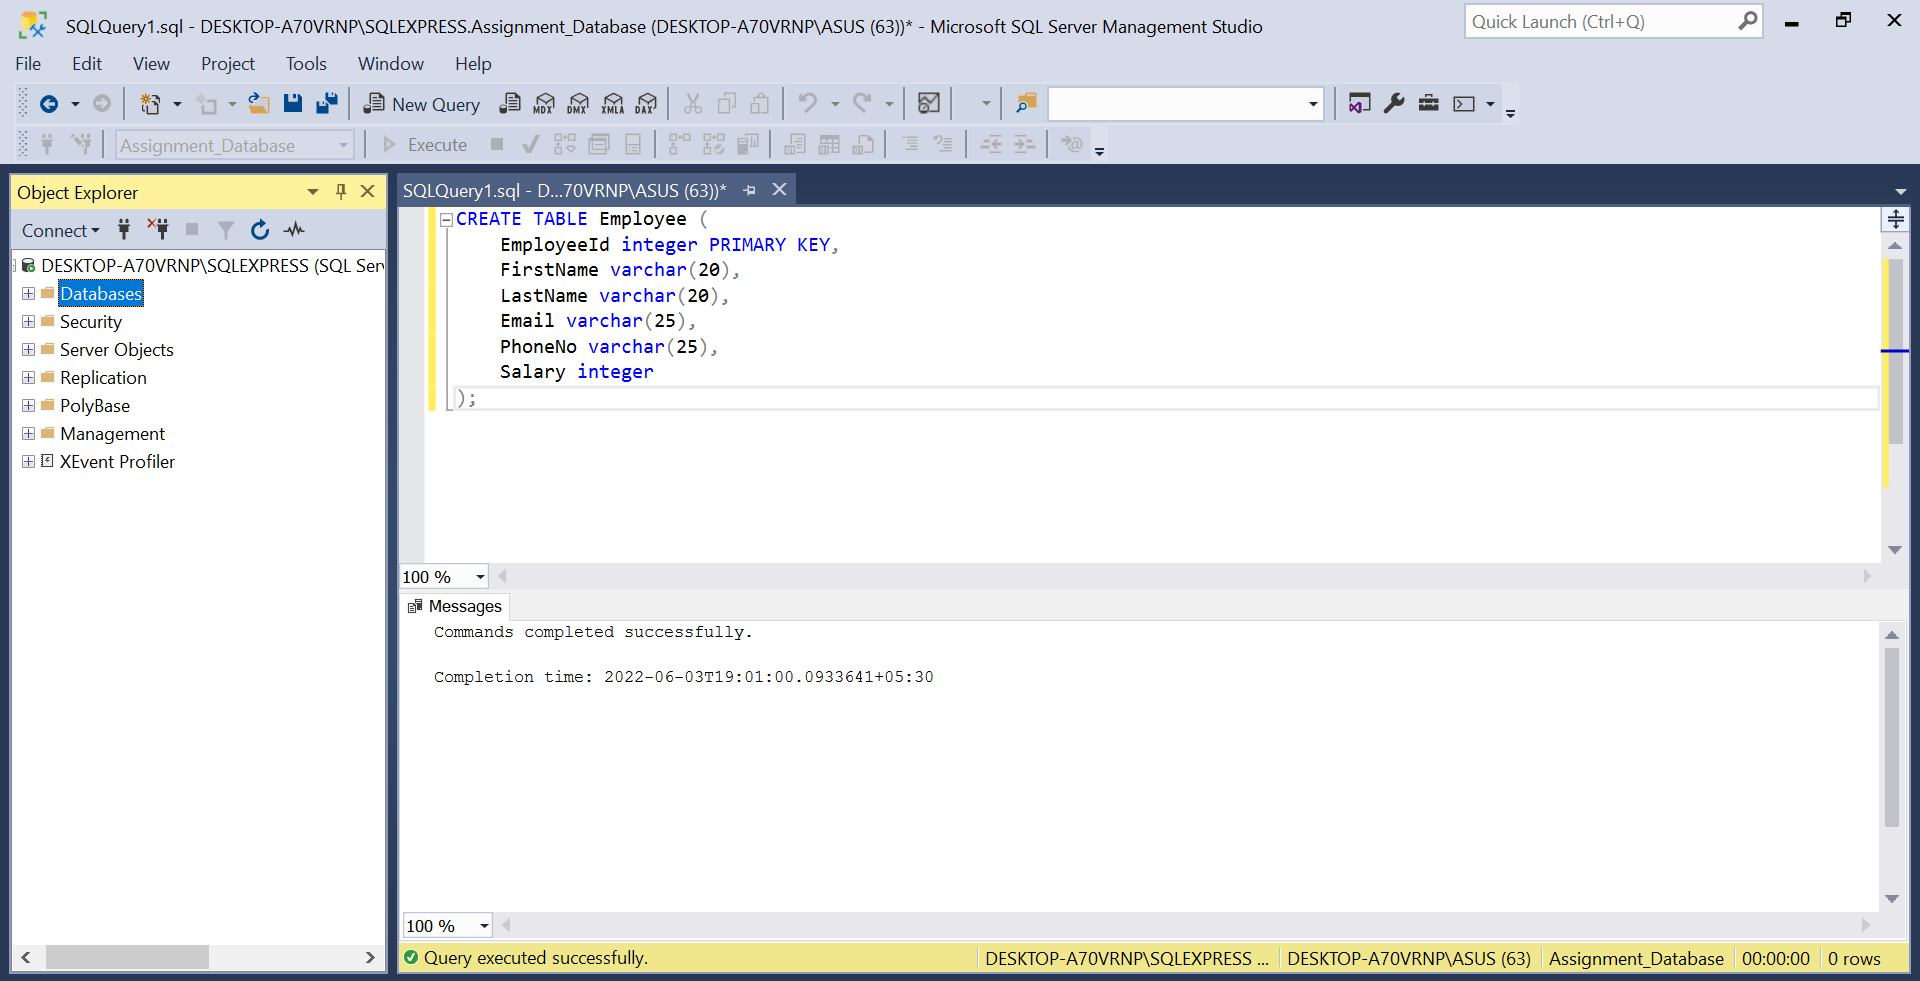 SQLQuery1.sql - DESKTOP-A70VRNP\SQLEXPRESS.Assignment_Database (DESKTOP-A70VRNP\ASUS (63))* - Microsoft SQL Server Management Studio
Quick Launch (Ctrl+Q)
File Edit View Project Tools Window Help
New Query MDX DMX XMLA DAX
Assignment_Database Execute
Object Explorer
Connect
DESKTOP-A70VRNP\SQLEXPRESS (SQL Ser
Databases
Security
Server Objects
Replication
PolyBase
Management
XEvent Profiler
SQLQuery1.sql - D...70VRNP\ASUS (63))*
CREATE TABLE Employee (
EmployeeId integer PRIMARY KEY,
FirstName varchar(20),
LastName varchar(20),
Email varchar(25),
PhoneNo varchar(25),
Salary integer
);
100 %
Messages
Commands completed successfully.
Completion time: 2022-06-03T19:01:00.0933641+05:30
100 %
Query executed successfully. DESKTOP-A70VRNP\SQLEXPRESS ... DESKTOP-A70VRNP\ASUS (63) Assignment_Database 00:00:00 0 rows